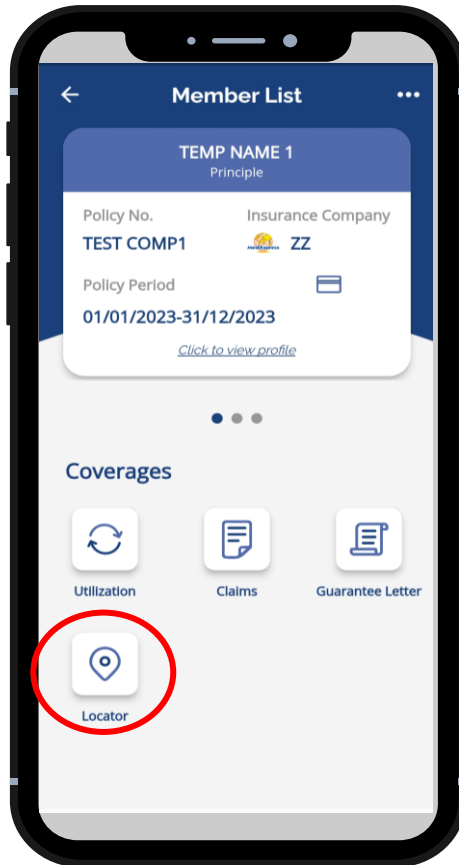 Member List
TEMP NAME 1
Principle
Policy No. Insurance Company
TEST COMP1 ZZ
Policy Period
01/01/2023-31/12/2023
Click to view profile
Coverages
Utilization Claims Guarantee Letter
Locator